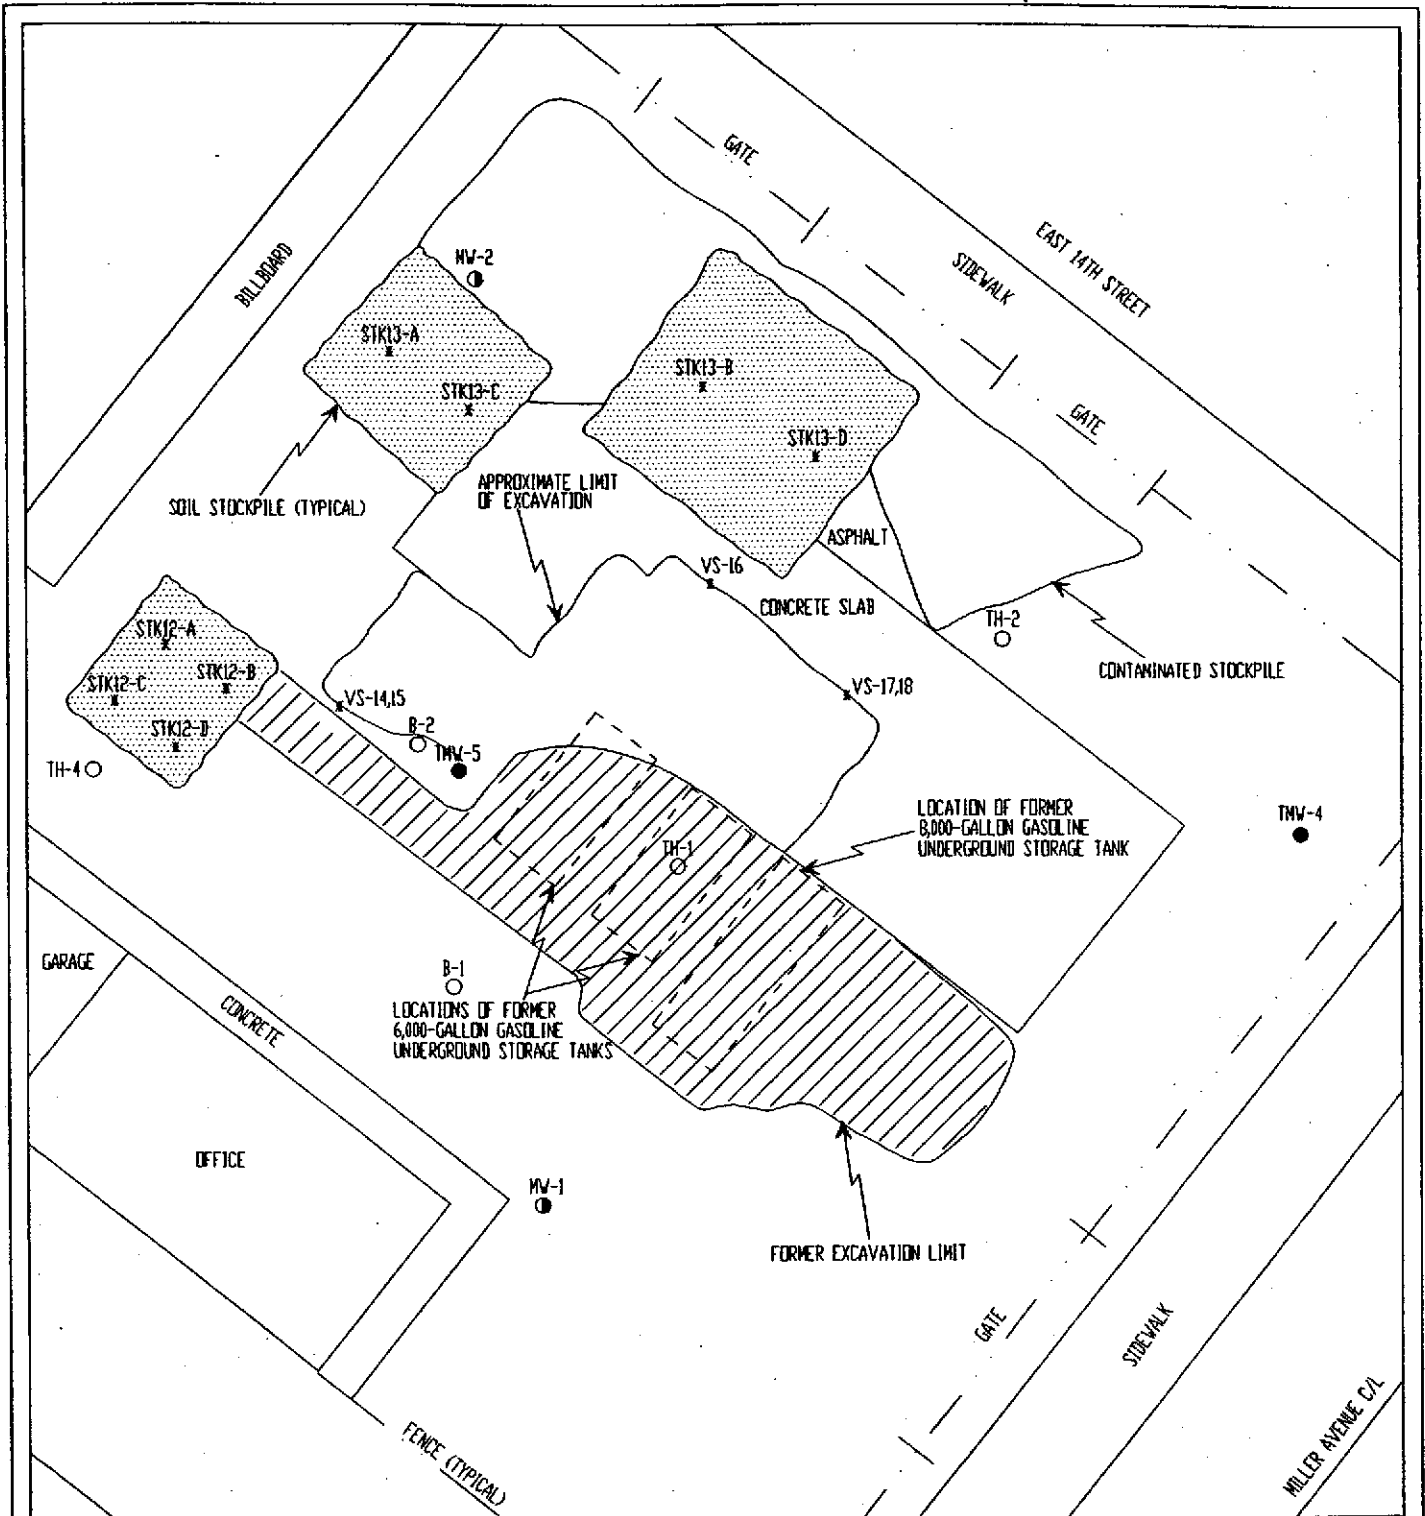 GATE
EAST 14TH STREET
SIDEWALK
BILLBOARD
MW-2
STK13-A
STK13-C
STK13-B
STK13-D
GATE
SOIL STOCKPILE (TYPICAL)
APPROXIMATE LIMIT
OF EXCAVATION
ASPHALT
VS-16
CONCRETE SLAB
TH-2
CONTAMINATED STOCKPILE
STK12-A
STK12-B
STK12-C
STK12-D
VS-14,15
VS-17,18
B-2
TMW-5
TH-4
LOCATION OF FORMER
8,000-GALLON GASOLINE
UNDERGROUND STORAGE TANK
TMW-4
TH-1
GARAGE
B-1
CONCRETE
LOCATIONS OF FORMER
6,000-GALLON GASOLINE
UNDERGROUND STORAGE TANKS
OFFICE
MW-1
FORMER EXCAVATION LIMIT
GATE
SIDEWALK
FENCE (TYPICAL)
MILLER AVENUE C/L